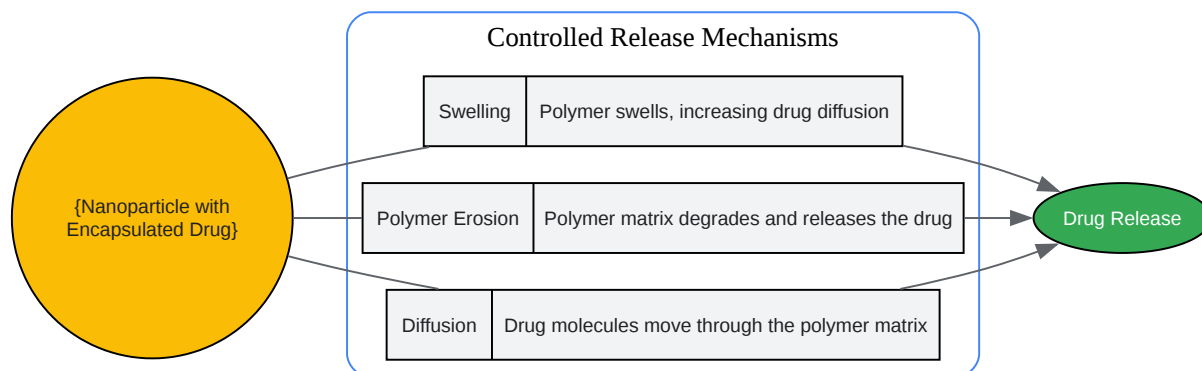 Controlled Release Mechanisms
Swelling
Polymer swells, increasing drug diffusion
{Nanoparticle with
Encapsulated Drug}
Polymer Erosion
Polymer matrix degrades and releases the drug
Drug Release
Diffusion
Drug molecules move through the polymer matrix